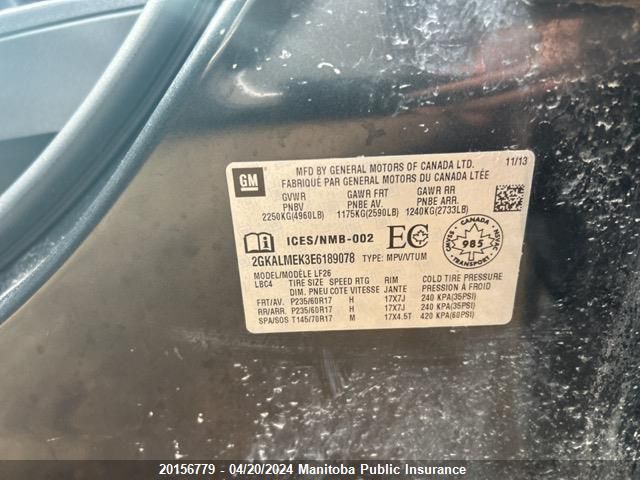 GM
MFD BY GENERAL MOTORS OF CANADA LTD. 11/13
FABRIQUÉ PAR GENERAL MOTORS DU CANADA LTÉE
GVWR GAWR FRT GAWR RR
PNBV PNBE AV. PNBE ARR.
2250KG(4960LB) 1175KG(2590LB) 1240KG(2733LB)
ICES/NMB-002 EC CANADA 985 TRANSPORT
2GKALMEK3E6189078 TYPE: MPV/VTUM
MODEL/MODÈLE LF26
LBC4 TIRE SIZE SPEED RTG RIM COLD TIRE PRESSURE
DIM. PNEU COTE VITESSE JANTE PRESSION À FROID
FRT/AV. P235/60R17 H 17X7J 240 KPA(35PSI)
RR/ARR. P235/60R17 H 17X7J 240 KPA(35PSI)
SPA/SOS T145/70R17 M 17X4.5T 420 KPA(60PSI)
20156779 - 04/20/2024 Manitoba Public Insurance